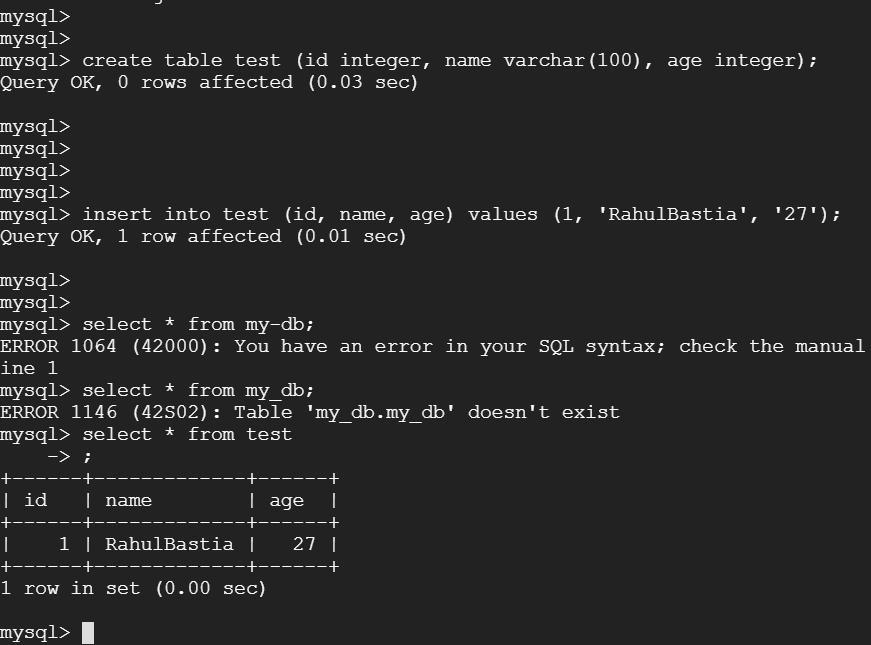 mysql>
mysql>
mysql> create table test (id integer, name varchar(100), age integer);
Query OK, 0 rows affected (0.03 sec)
mysql>
mysql>
mysql>
mysql>
mysql> insert into test (id, name, age) values (1, 'RahulBastia', '27');
Query OK, 1 row affected (0.01 sec)
mysql>
mysql>
mysql> select * from my-db;
ERROR 1064 (42000): You have an error in your SQL syntax; check the manual
ine 1
mysql> select * from my_db;
ERROR 1146 (42S02): Table 'my_db.my_db' doesn't exist
mysql> select * from test
    -> ;
+------+-------------+------+
| id   | name        | age  |
+------+-------------+------+
|    1 | RahulBastia |   27 |
+------+-------------+------+
1 row in set (0.00 sec)
mysql>